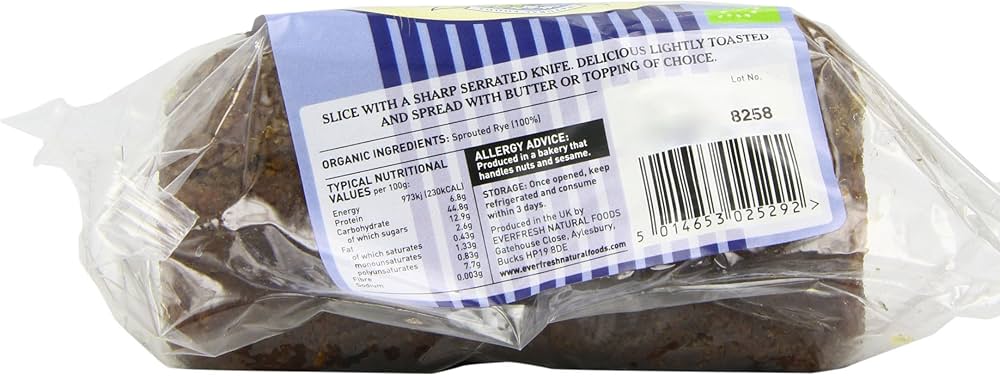 SLICE WITH A SHARP SERRATED KNIFE. DELICIOUS LIGHTLY TOASTED
AND SPREAD WITH BUTTER OR TOPPING OF CHOICE.
ORGANIC INGREDIENTS: Sprouted Rye (100%)
TYPICAL NUTRITIONAL
VALUES per 100g:
Energy 973kj (230kCAL)
Protein 6.8g
Carbohydrate 44.8g
of which sugars 12.9g
Fat 2.6g
of which saturates 0.43g
monounsaturates 1.33g
polyunsaturates 0.83g
Fibre 7.7g
Sodium 0.003g
ALLERGY ADVICE:
Produced in a bakery that
handles nuts and sesame.
STORAGE: Once opened, keep
refrigerated and consume
within 3 days.
Produced in the UK by
EVERFRESH NATURAL FOODS
Gatehouse Close, Aylesbury,
Bucks HP19 8DE
www.everfreshnaturalfoods.com
Lot No.
8258
5 014653 025292 >